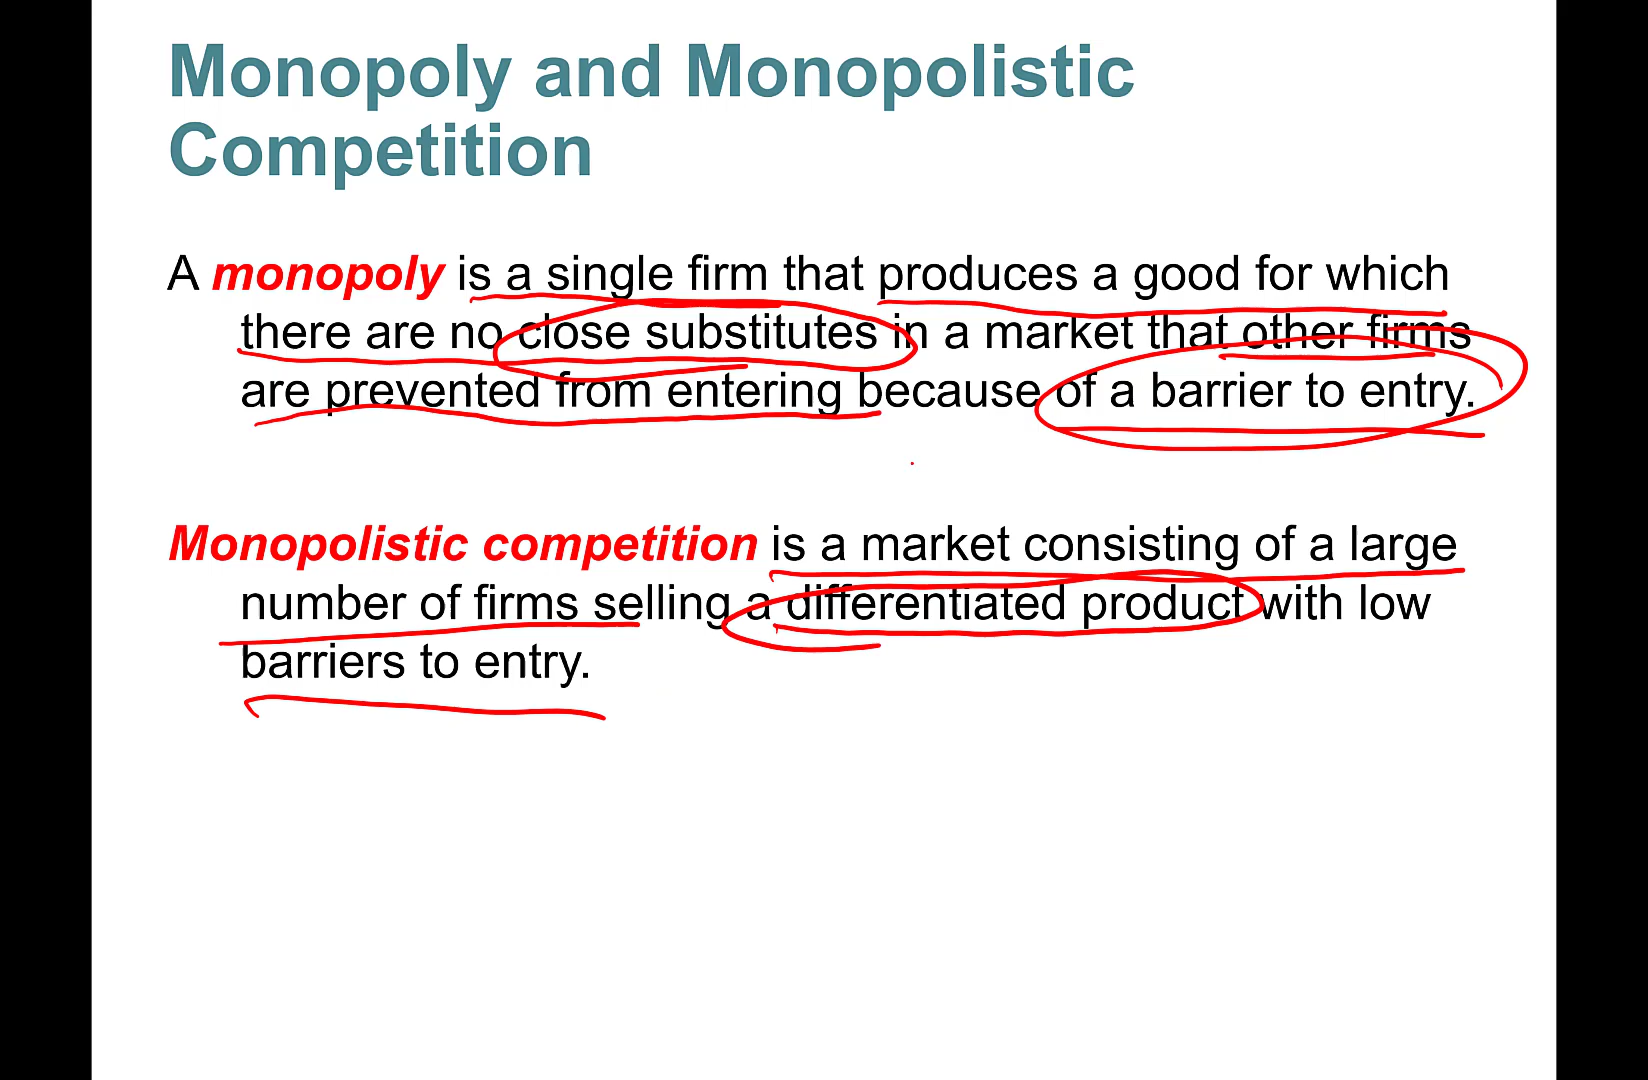 Monopoly and Monopolistic
Competition
A monopoly is a single firm that produces a good for which
there are no close substitutes in a market that other firms
are prevented from entering because of a barrier to entry.
Monopolistic competition is a market consisting of a large
number of firms selling a differentiated product with low
barriers to entry.